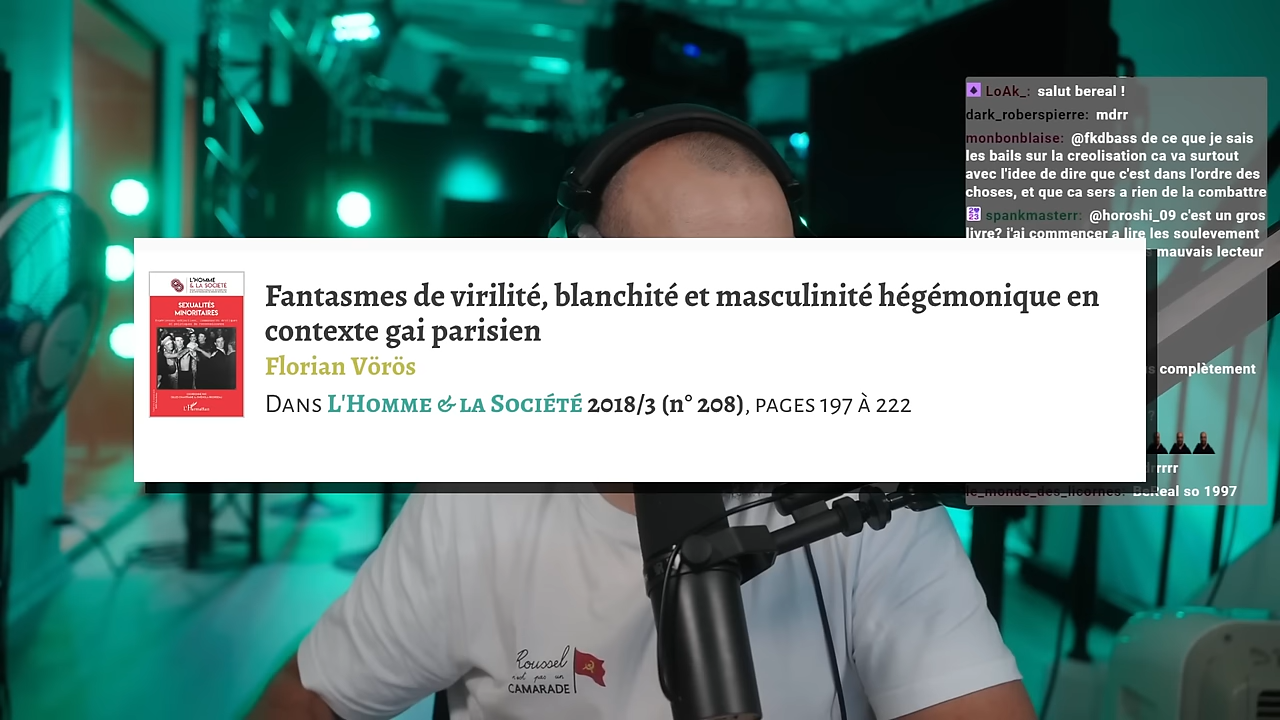 LoAk_: salut bereal !
dark_roberspierre: mdrr
monbonblaise: @fkdbass de ce que je sais
les bails sur la creolisation ca va surtout
avec l'idee de dire que c'est dans l'ordre des
choses, et que ca sers a rien de la combattre
spankmasterr: @horoshi_09 c'est un gros
livre? j'ai commencer a lire les soulevement
mauvais lecteur
L'HOMME
& LA SOCIÉTÉ
SEXUALITÉS
MINORITAIRES
L'Harmattan
Fantasmes de virilité, blanchité et masculinité hégémonique en
contexte gai parisien
Florian Vörös
Dans L'Homme & la Société 2018/3 (n° 208), pages 197 à 222
complètement
?
le_monde_des_licornes: BeReal so 1997
Roussel
n'est pas un
CAMARADE